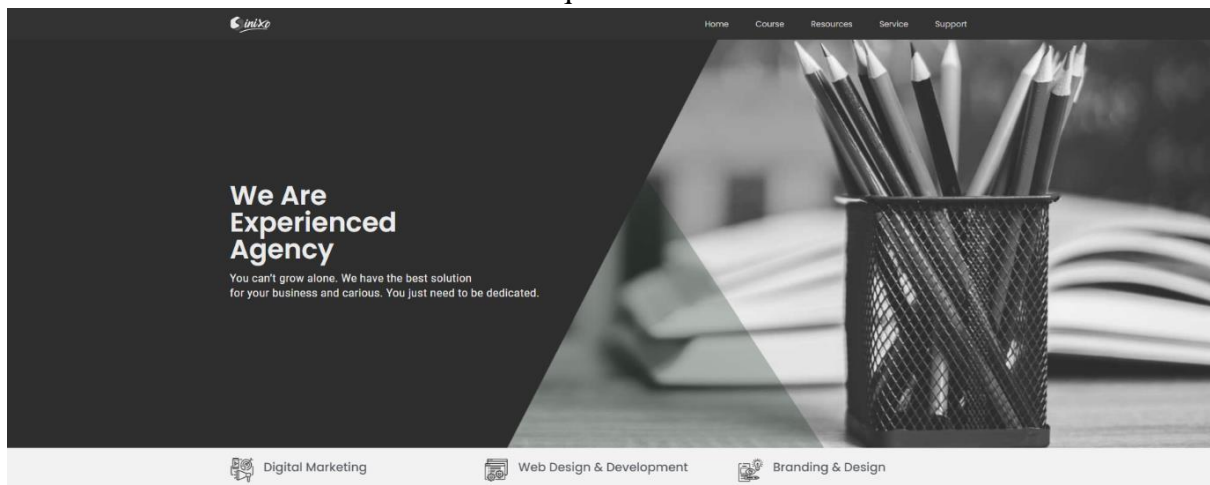 Sinixo
Home Course Resources Service Support
We Are
Experienced
Agency
You can't grow alone. We have the best solution
for your business and carious. You just need to be dedicated.
Digital Marketing Web Design & Development Branding & Design